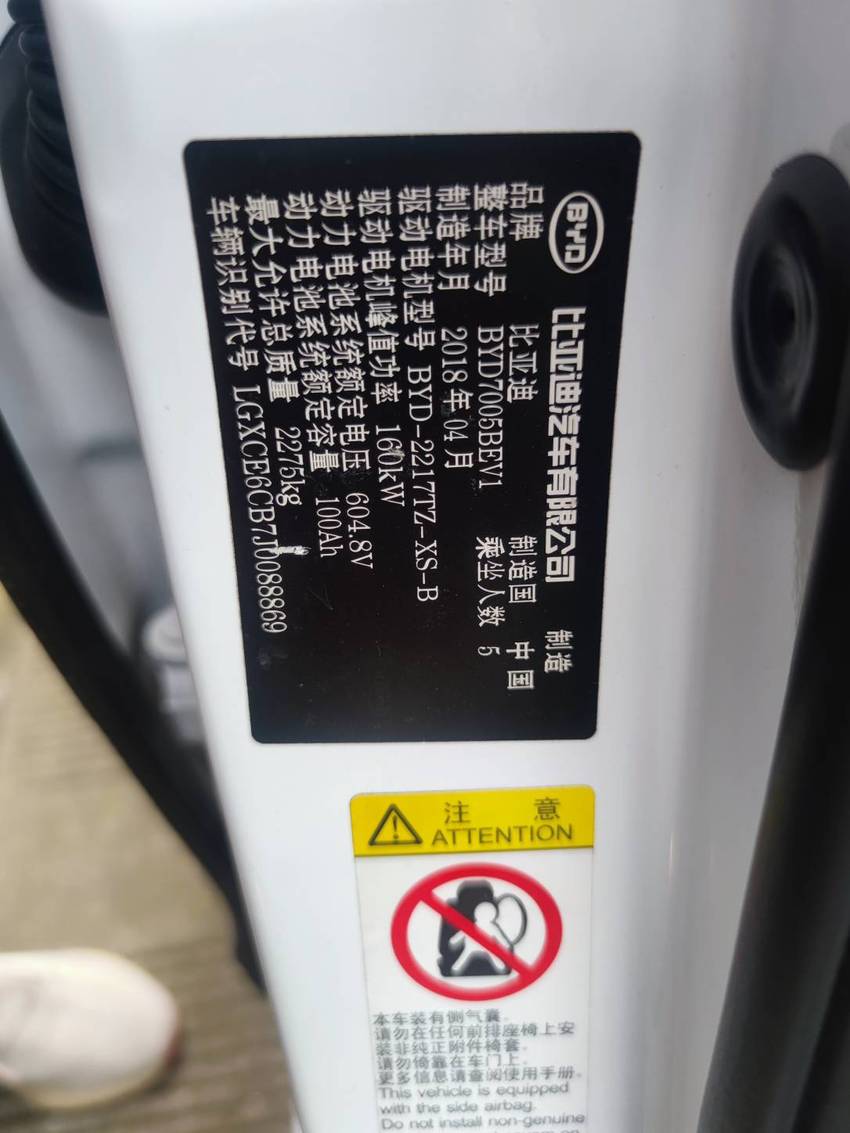 BYD 比亚迪汽车有限公司 制造
品牌 比亚迪 制造国 中国
整车型号 BYD7005BEV1 乘坐人数 5
制造年月 2018年04月
驱动电机型号 BYD-2217TZ-XS-B
驱动电机峰值功率 160kW
动力电池系统额定电压 604.8V
动力电池系统额定容量 100Ah
最大允许总质量 2275kg
车辆识别代号 LGXCE6CB7J0088869
注 意
ATTENTION
本车装有侧气囊。
请勿在任何前排座椅上安
装非纯正附件椅套。
请勿倚靠在车门上。
更多信息请查阅使用手册.
This vehicle is equipped
with the side airbag.
Do not install non-genuine